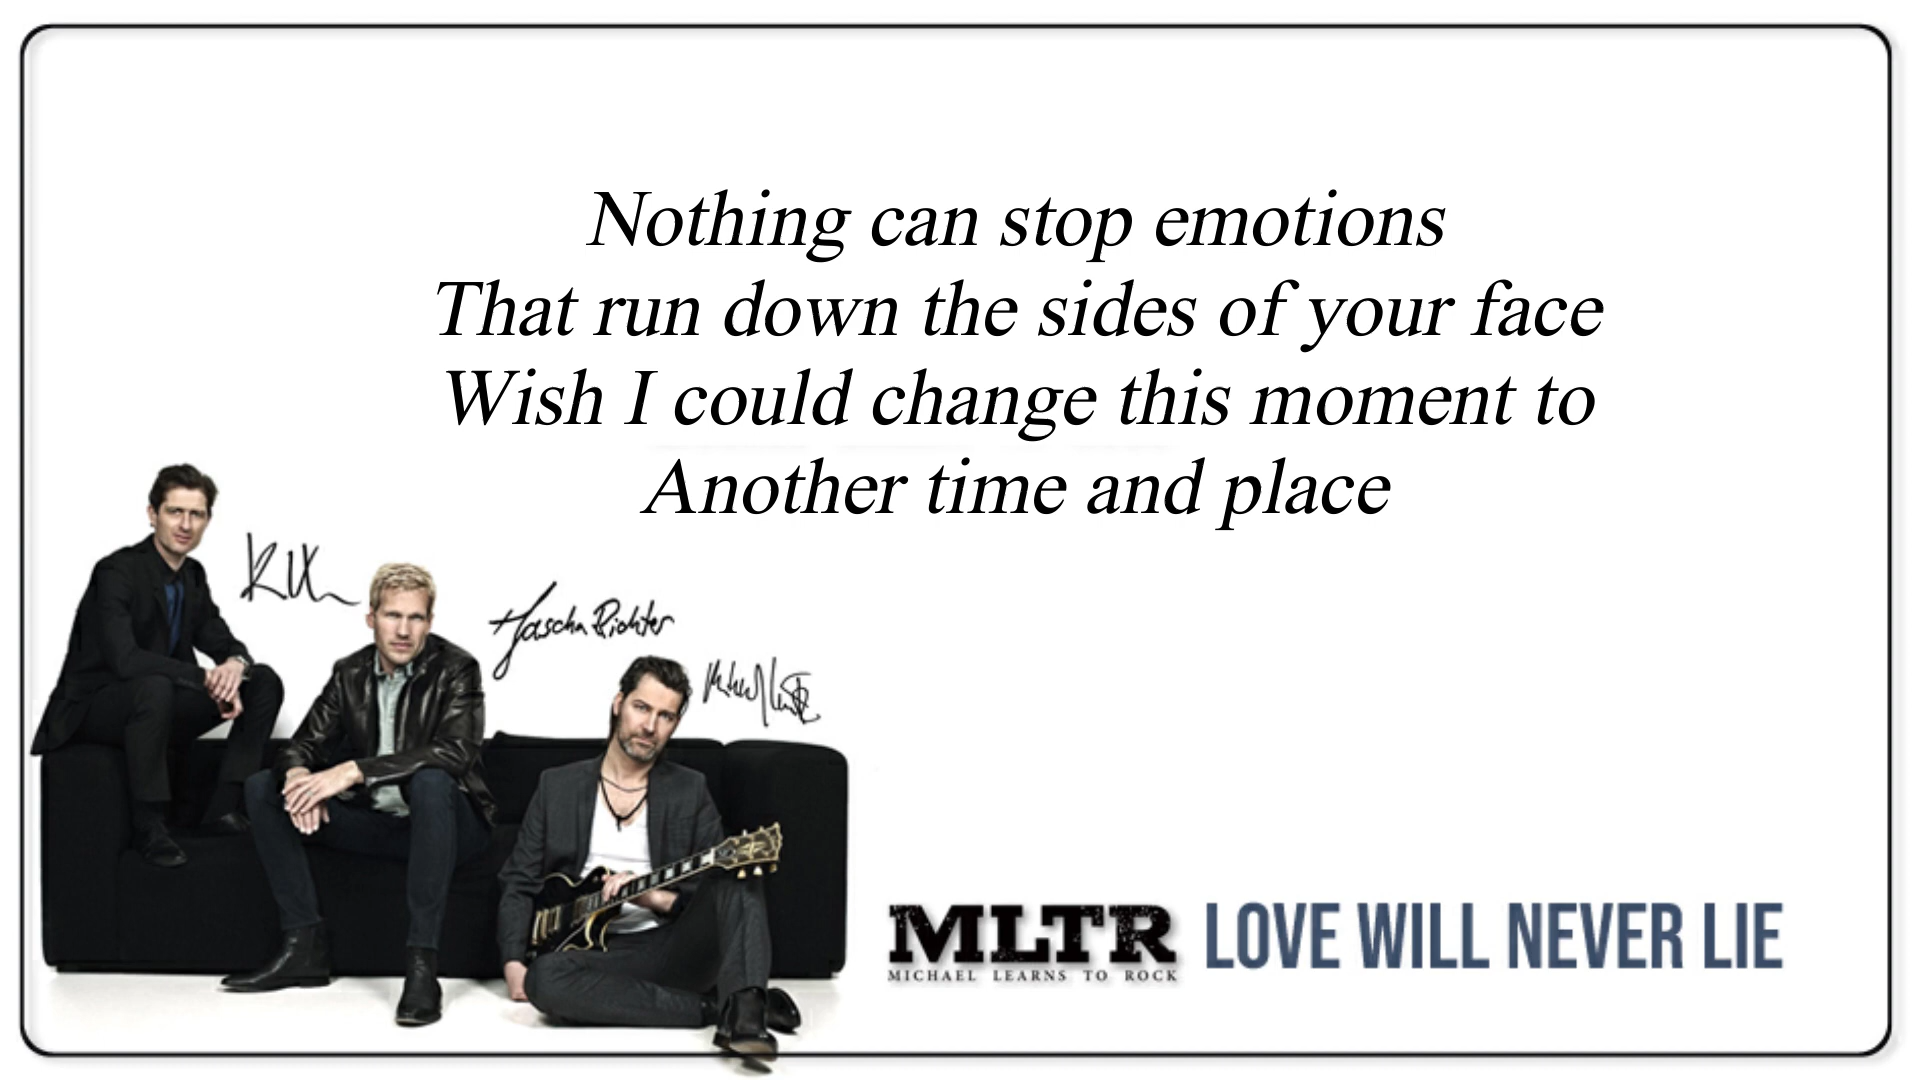 Nothing can stop emotions
That run down the sides of your face
Wish I could change this moment to
Another time and place
Jascha Richter
MLTR
MICHAEL LEARNS TO ROCK
LOVE WILL NEVER LIE